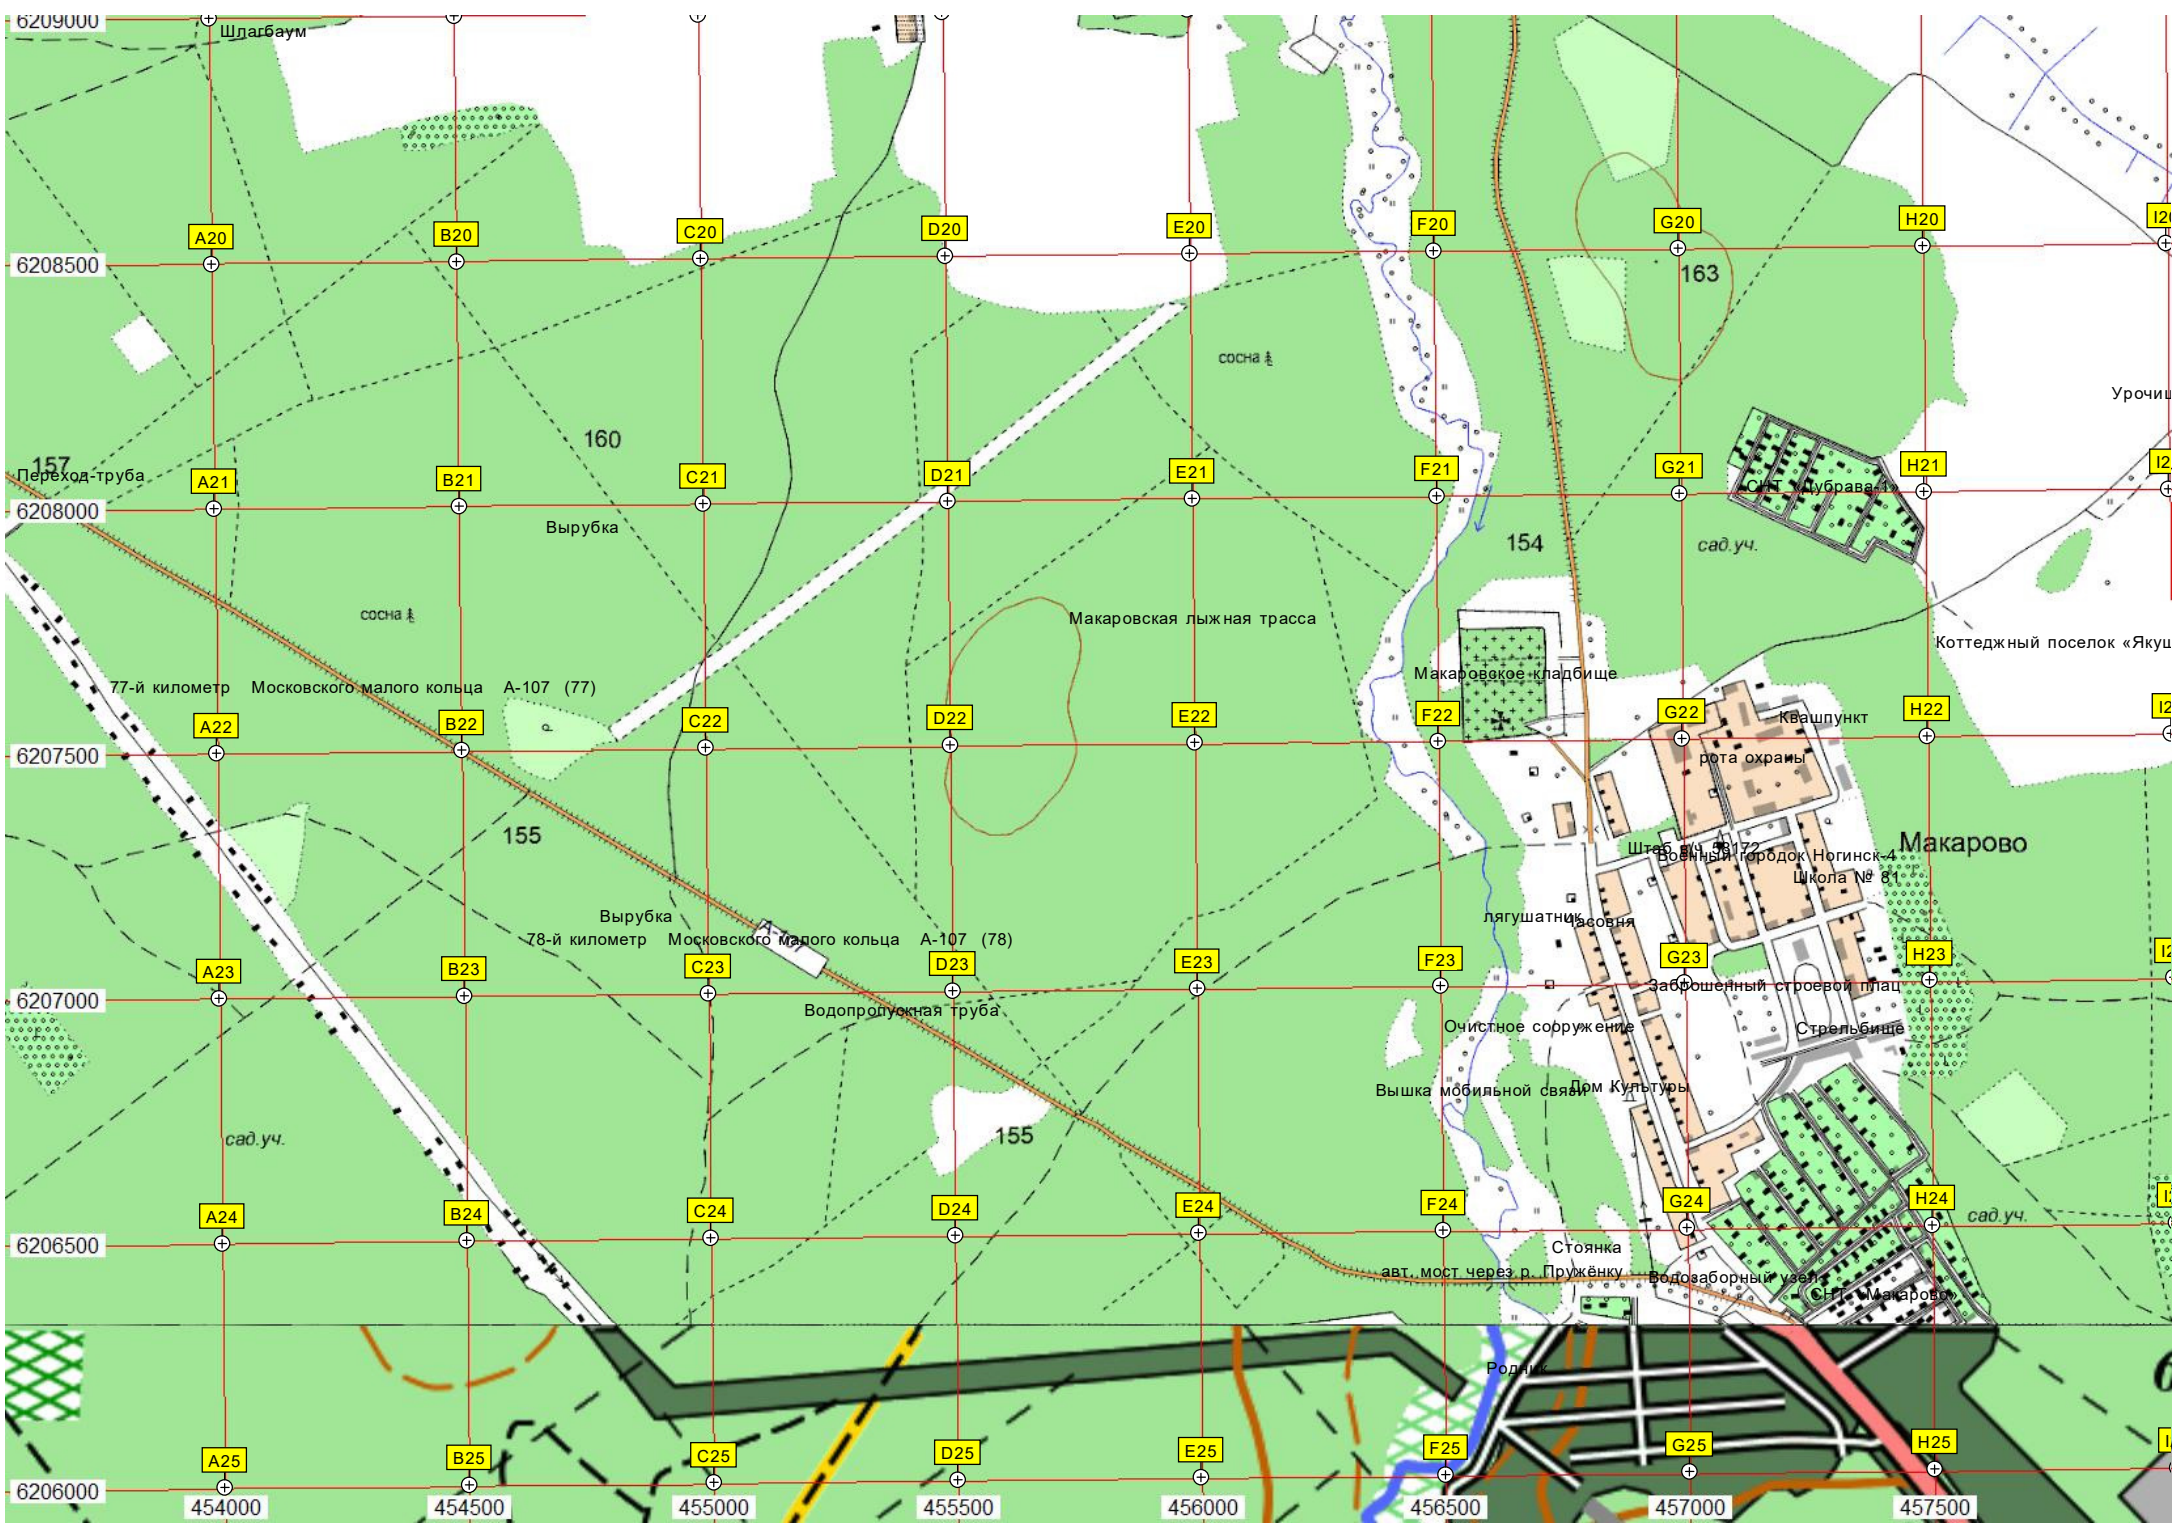 6209000
Шлагбаум
A20
B20
C20
D20
E20
F20
G20
H20
6208500
163
сосна
Урочищ
160
157
Переход-труба
A21
B21
C21
D21
E21
F21
G21
H21
СНТ «Дубрава-1»
6208000
Вырубка
154
сад.уч.
сосна
Макаровская лыжная трасса
Коттеджный поселок «Якуш
Макаровское кладбище
77-й километр Московского малого кольца А-107 (77)
A22
B22
C22
D22
E22
F22
G22
H22
Квашпункт
6207500
рота охраны
155
Макарово
Штаб в/ч 58172
Военный городок Ногинск-4
Школа № 81
Вырубка
лягушатник
Часовня
78-й километр Московского малого кольца А-107 (78)
A23
B23
C23
D23
E23
F23
G23
H23
6207000
Заброшенный строевой плац
Водопропускная труба
Очистное сооружение
Стрельбище
Вышка мобильной связи
Дом Культуры
сад.уч.
155
A24
B24
C24
D24
E24
F24
G24
H24
сад.уч.
6206500
Стоянка
авт. мост через р. Пружёнку
Водозаборный узел
СНТ «Макарово»
Родник
A25
B25
C25
D25
E25
F25
G25
H25
6206000
454000
454500
455000
455500
456000
456500
457000
457500